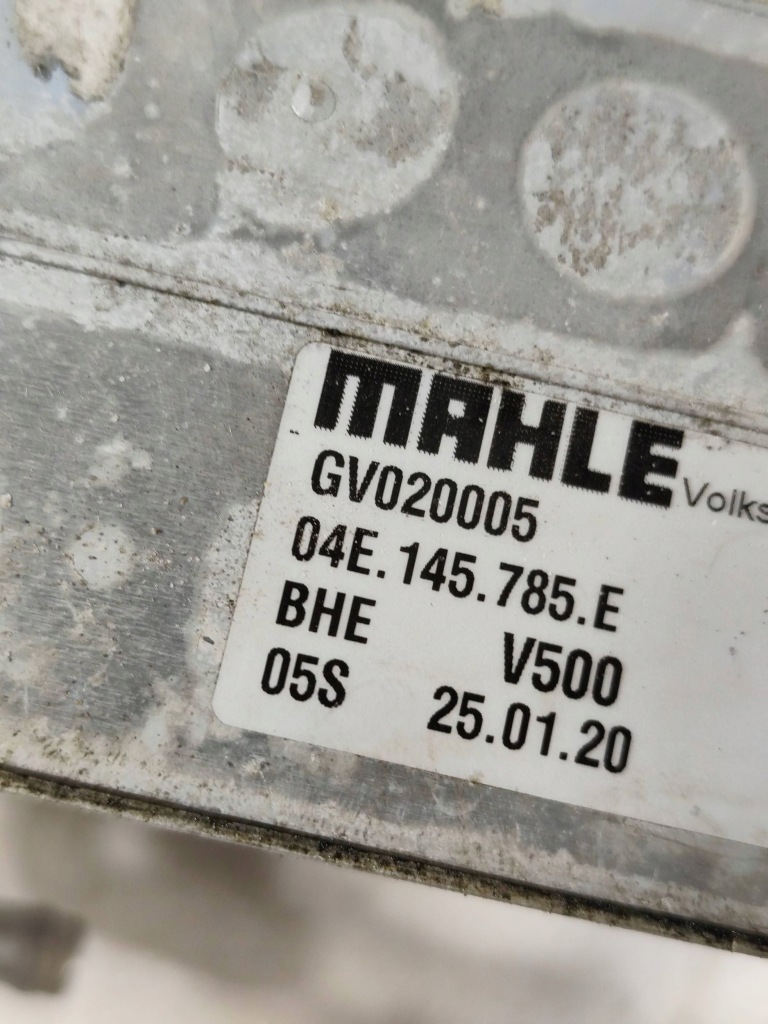 MAHLE Volks
GV020005
04E.145.785.E
BHE V500
05S 25.01.20